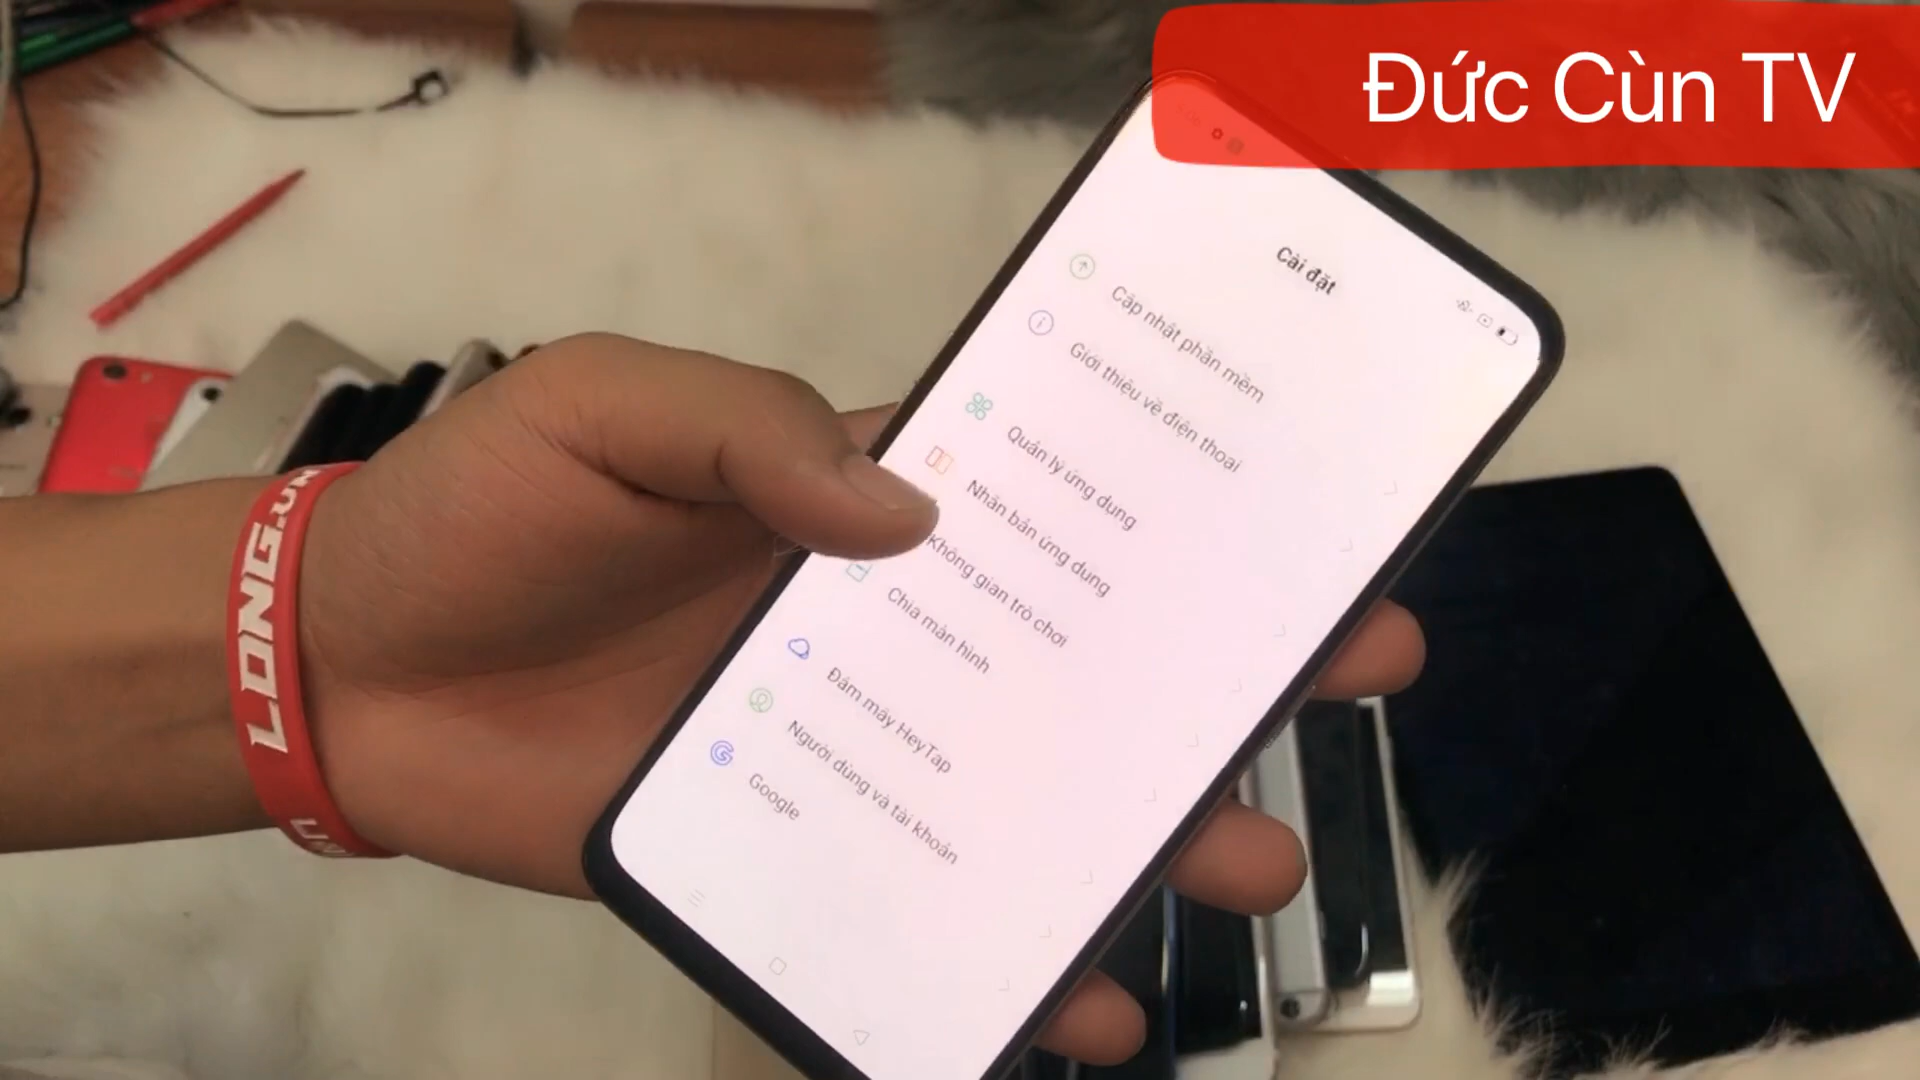 Đức Cùn TV
Cài đặt
Cập nhật phần mềm
Giới thiệu về điện thoại
Quản lý ứng dụng
Nhân bản ứng dụng
Không gian trò chơi
Chia màn hình
Đám mây HeyTap
Người dùng và tài khoản
Google
LONG.VN